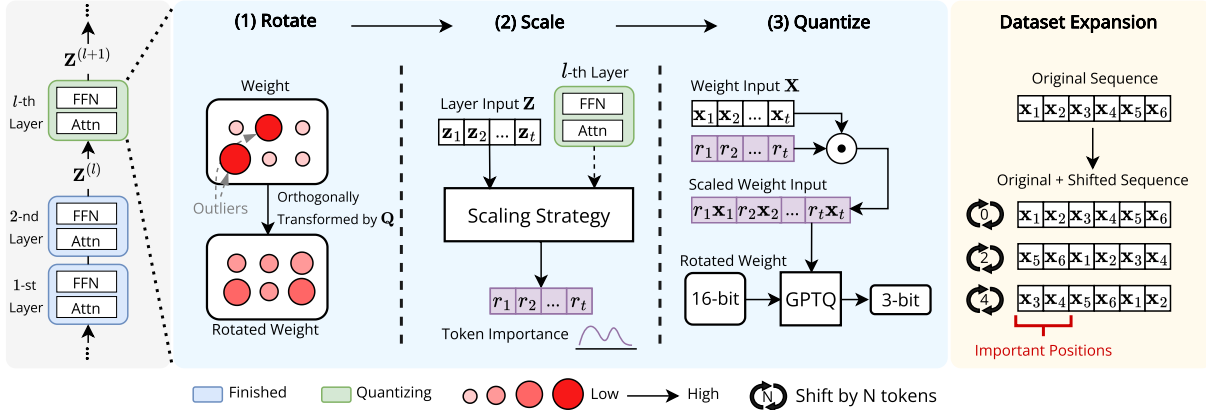 (1) Rotate
(2) Scale
(3) Quantize
Dataset Expansion
Z^(l+1)
l-th
Layer
FFN
Attn
Z^(l)
2-nd
Layer
FFN
Attn
1-st
Layer
FFN
Attn
Weight
Outliers
Orthogonally
Transformed by Q
Rotated Weight
Layer Input Z
z1 z2 ... zt
l-th Layer
FFN
Attn
Scaling Strategy
r1 r2 ... rt
Token Importance
Weight Input X
x1 x2 ... xt
r1 r2 ... rt
Scaled Weight Input
r1x1 r2x2 ... rtxt
Rotated Weight
16-bit
GPTQ
3-bit
Original Sequence
x1 x2 x3 x4 x5 x6
Original + Shifted Sequence
0 x1 x2 x3 x4 x5 x6
2 x5 x6 x1 x2 x3 x4
4 x3 x4 x5 x6 x1 x2
Important Positions
Finished
Quantizing
Low
High
N
Shift by N tokens